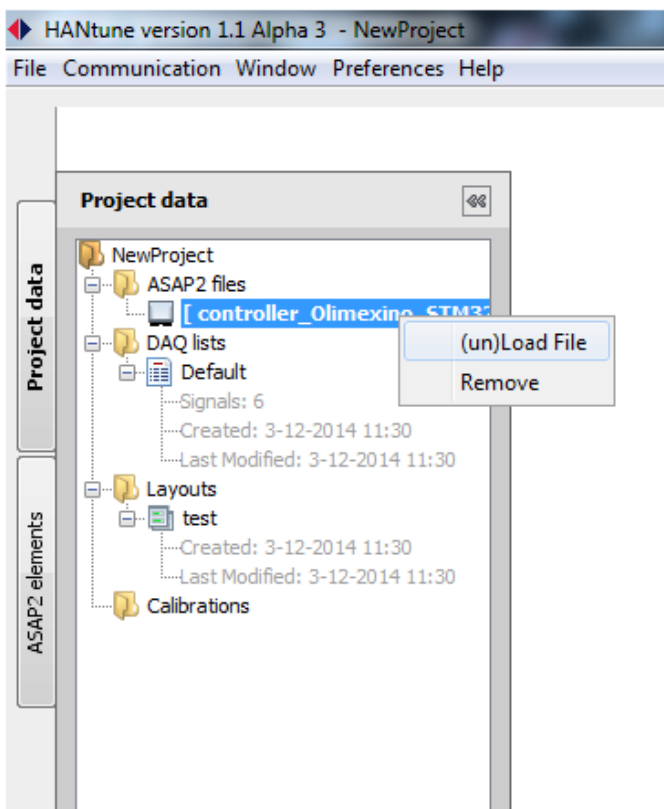 HANtune version 1.1 Alpha 3 - NewProject
File Communication Window Preferences Help
Project data
Project data
ASAP2 elements
NewProject
ASAP2 files
[ controller_Olimexino_STM32
(un)Load File
Remove
DAQ lists
Default
Signals: 6
Created: 3-12-2014 11:30
Last Modified: 3-12-2014 11:30
Layouts
test
Created: 3-12-2014 11:30
Last Modified: 3-12-2014 11:30
Calibrations